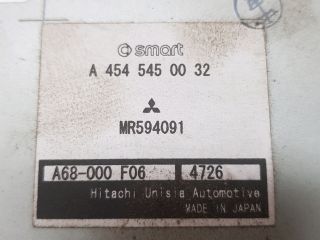 smart
A 454 545 00 32
MR594091
A68-000 F06 4726
Hitachi Unisia Automotive
MADE IN JAPAN